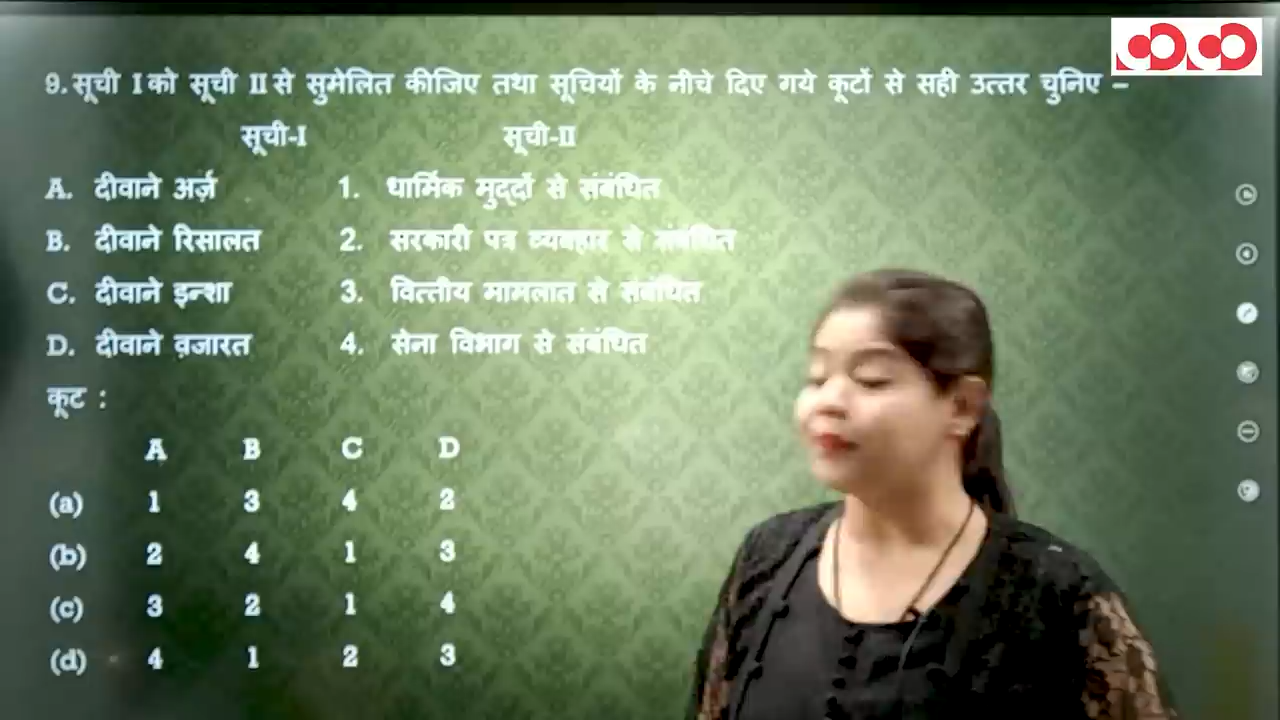 9. सूची I को सूची II से सुमेलित कीजिए तथा सूचियों के नीचे दिए गये कूटों से सही उत्तर चुनिए –
सूची-I सूची-II
A. दीवाने अर्ज़ 1. धार्मिक मुद्दों से संबंधित
B. दीवाने रिसालत 2. सरकारी पत्र व्यवहार से संबंधित
C. दीवाने इन्शा 3. वित्तीय मामलात से संबंधित
D. दीवाने व़जारत 4. सेना विभाग से संबंधित
कूट :
A B C D
(a) 1 3 4 2
(b) 2 4 1 3
(c) 3 2 1 4
(d) 4 1 2 3